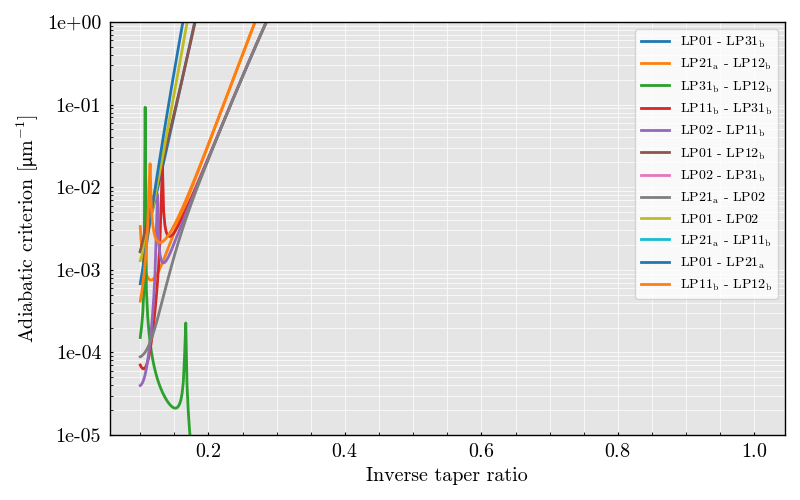 1e+00
1e-01
1e-02
1e-03
1e-04
1e-05
Adiabatic criterion [µm⁻¹]
0.2 0.4 0.6 0.8 1.0
Inverse taper ratio
LP01 - LP31b
LP21a - LP12b
LP31b - LP12b
LP11b - LP31b
LP02 - LP11b
LP01 - LP12b
LP02 - LP31b
LP21a - LP02
LP01 - LP02
LP21a - LP11b
LP01 - LP21a
LP11b - LP12b